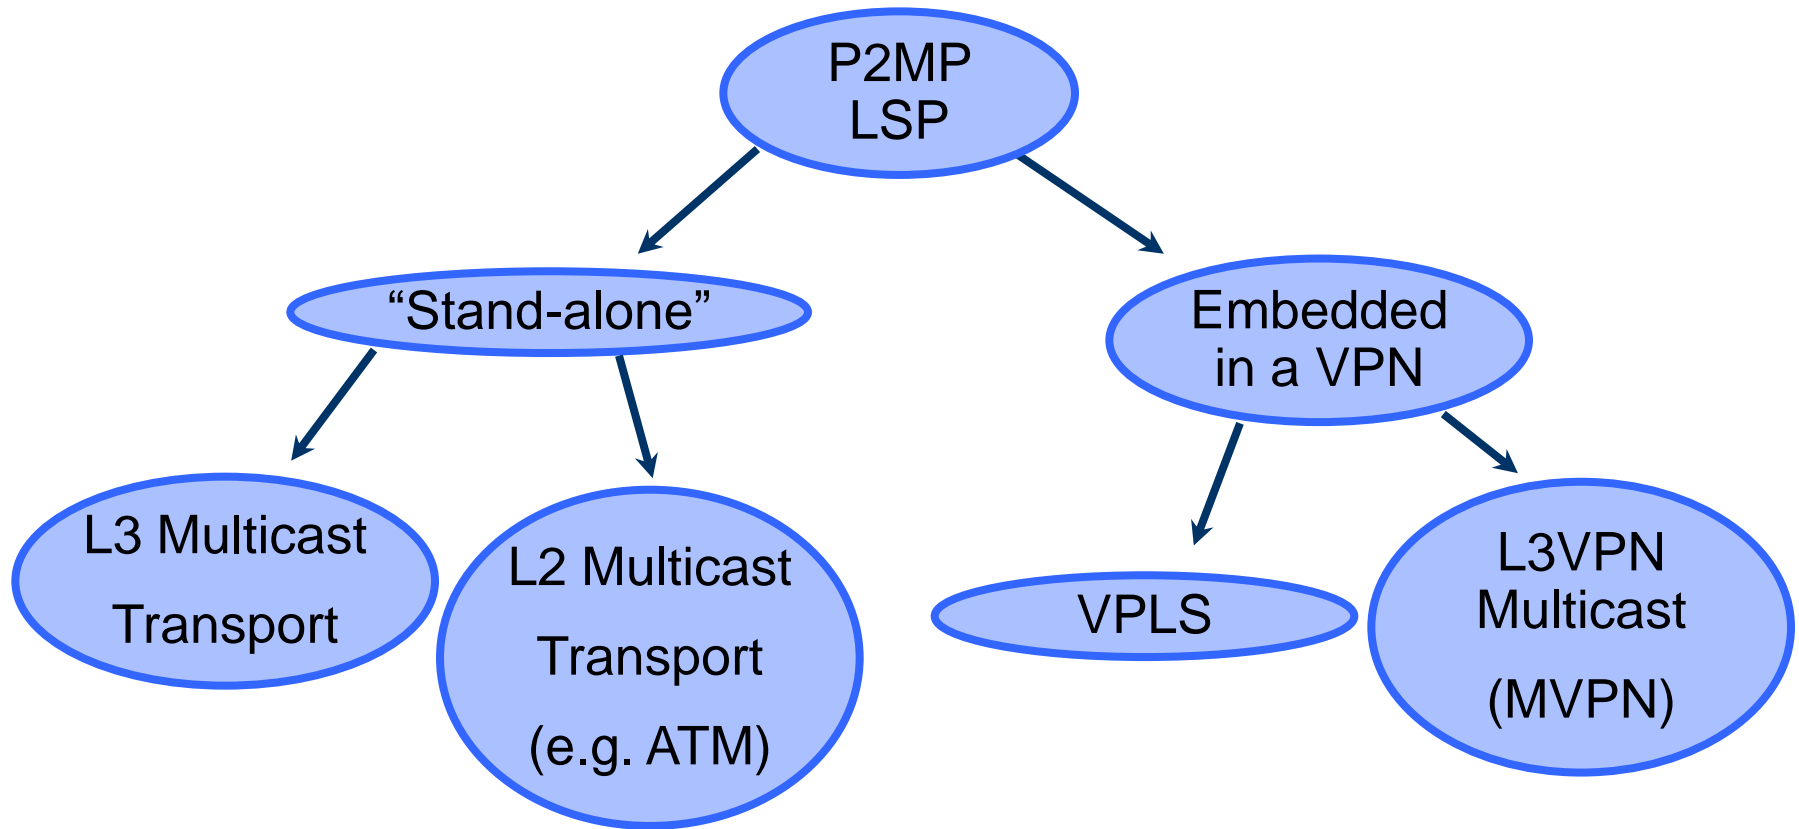 P2MP
LSP
“Stand-alone”
Embedded
in a VPN
L3 Multicast
Transport
L2 Multicast
Transport
(e.g. ATM)
VPLS
L3VPN
Multicast
(MVPN)